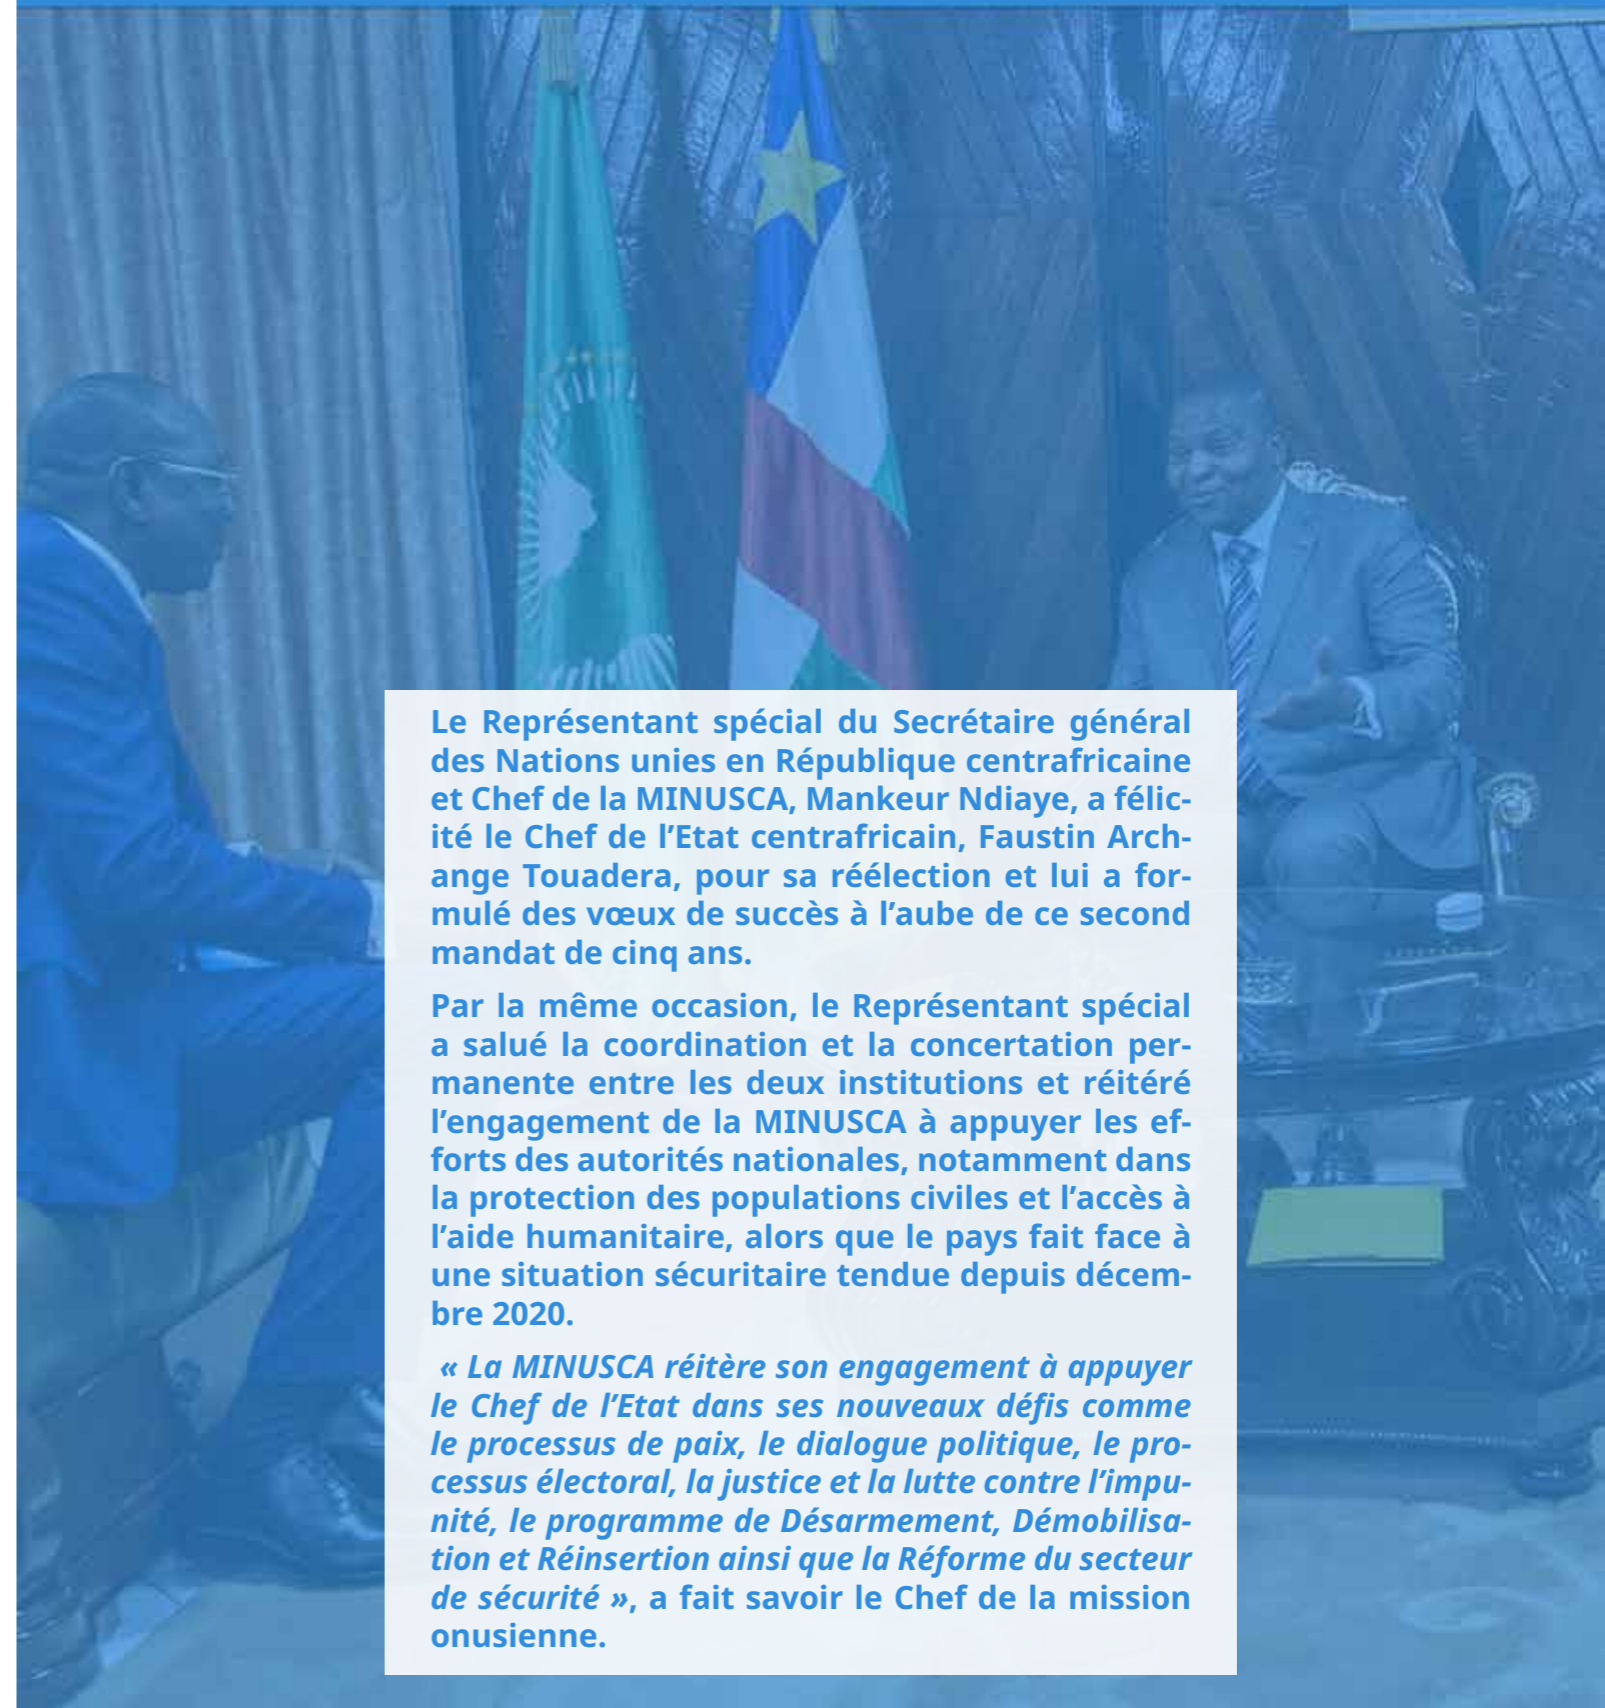 Le Représentant spécial du Secrétaire général
des Nations unies en République centrafricaine
et Chef de la MINUSCA, Mankeur Ndiaye, a félic-
ité le Chef de l’Etat centrafricain, Faustin Arch-
ange Touadera, pour sa réélection et lui a for-
mulé des vœux de succès à l’aube de ce second
mandat de cinq ans.
Par la même occasion, le Représentant spécial
a salué la coordination et la concertation per-
manente entre les deux institutions et réitéré
l’engagement de la MINUSCA à appuyer les ef-
forts des autorités nationales, notamment dans
la protection des populations civiles et l’accès à
l’aide humanitaire, alors que le pays fait face à
une situation sécuritaire tendue depuis décem-
bre 2020.
« La MINUSCA réitère son engagement à appuyer
le Chef de l’Etat dans ses nouveaux défis comme
le processus de paix, le dialogue politique, le pro-
cessus électoral, la justice et la lutte contre l’impu-
nité, le programme de Désarmement, Démobilisa-
tion et Réinsertion ainsi que la Réforme du secteur
de sécurité », a fait savoir le Chef de la mission
onusienne.